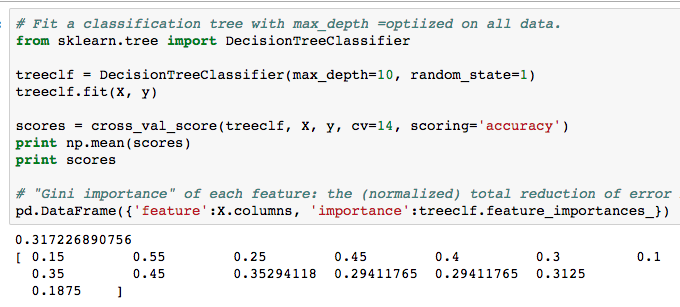 # Fit a classification tree with max_depth =optiized on all data.
from sklearn.tree import DecisionTreeClassifier
treeclf = DecisionTreeClassifier(max_depth=10, random_state=1)
treeclf.fit(X, y)
scores = cross_val_score(treeclf, X, y, cv=14, scoring='accuracy')
print np.mean(scores)
print scores
# "Gini importance" of each feature: the (normalized) total reduction of error
pd.DataFrame({'feature':X.columns, 'importance':treeclf.feature_importances_})
0.317226890756
[ 0.15 0.55 0.25 0.45 0.4 0.3 0.1
0.35 0.45 0.35294118 0.29411765 0.29411765 0.3125
0.1875 ]